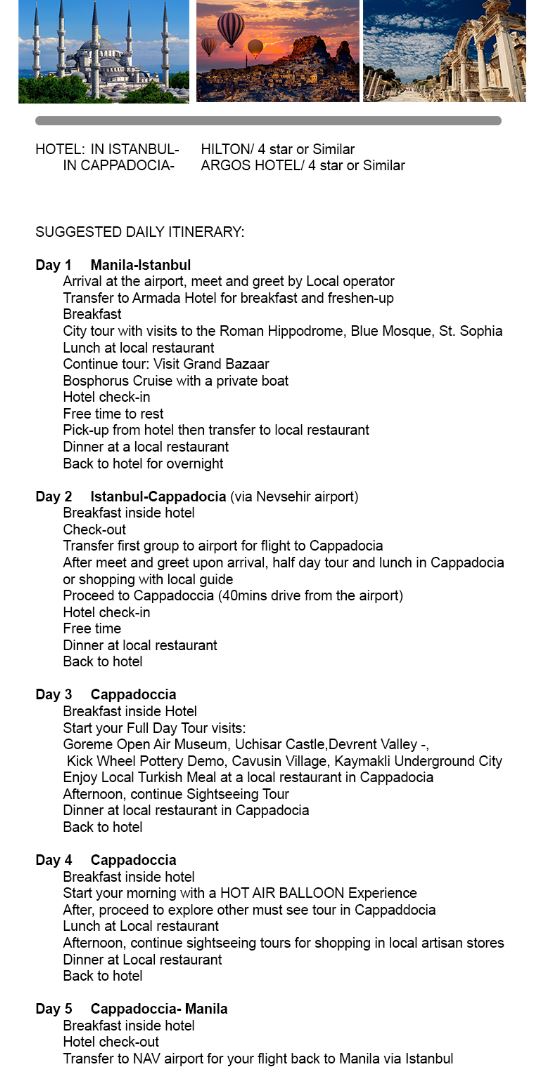 HOTEL: IN ISTANBUL- HILTON/ 4 star or Similar
IN CAPPADOCIA- ARGOS HOTEL/ 4 star or Similar
SUGGESTED DAILY ITINERARY:
Day 1 Manila-Istanbul
Arrival at the airport, meet and greet by Local operator
Transfer to Armada Hotel for breakfast and freshen-up
Breakfast
City tour with visits to the Roman Hippodrome, Blue Mosque, St. Sophia
Lunch at local restaurant
Continue tour: Visit Grand Bazaar
Bosphorus Cruise with a private boat
Hotel check-in
Free time to rest
Pick-up from hotel then transfer to local restaurant
Dinner at a local restaurant
Back to hotel for overnight
Day 2 Istanbul-Cappadocia (via Nevsehir airport)
Breakfast inside hotel
Check-out
Transfer first group to airport for flight to Cappadocia
After meet and greet upon arrival, half day tour and lunch in Cappadocia
or shopping with local guide
Proceed to Cappadoccia (40mins drive from the airport)
Hotel check-in
Free time
Dinner at local restaurant
Back to hotel
Day 3 Cappadoccia
Breakfast inside Hotel
Start your Full Day Tour visits:
Goreme Open Air Museum, Uchisar Castle,Devrent Valley -,
Kick Wheel Pottery Demo, Cavusin Village, Kaymakli Underground City
Enjoy Local Turkish Meal at a local restaurant in Cappadocia
Afternoon, continue Sightseeing Tour
Dinner at local restaurant in Cappadocia
Back to hotel
Day 4 Cappadoccia
Breakfast inside hotel
Start your morning with a HOT AIR BALLOON Experience
After, proceed to explore other must see tour in Cappaddocia
Lunch at Local restaurant
Afternoon, continue sightseeing tours for shopping in local artisan stores
Dinner at Local restaurant
Back to hotel
Day 5 Cappadoccia- Manila
Breakfast inside hotel
Hotel check-out
Transfer to NAV airport for your flight back to Manila via Istanbul